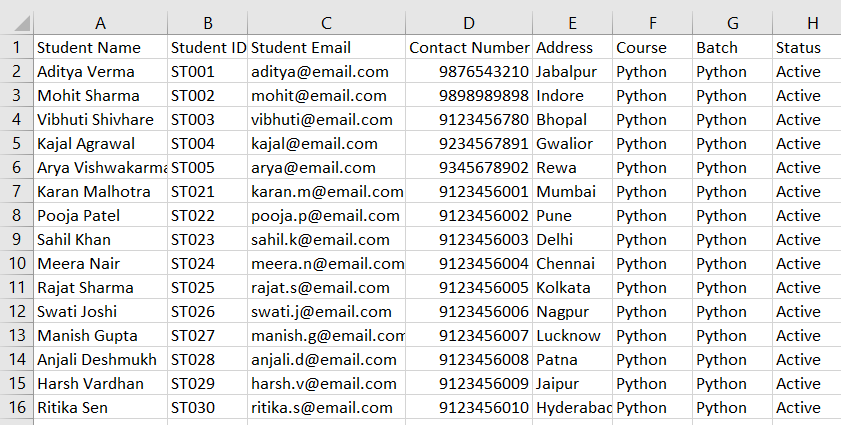 A B C D E F G H
1 Student Name Student ID Student Email Contact Number Address Course Batch Status
2 Aditya Verma ST001 aditya@email.com 9876543210 Jabalpur Python Python Active
3 Mohit Sharma ST002 mohit@email.com 9898989898 Indore Python Python Active
4 Vibhuti Shivhare ST003 vibhuti@email.com 9123456780 Bhopal Python Python Active
5 Kajal Agrawal ST004 kajal@email.com 9234567891 Gwalior Python Python Active
6 Arya Vishwakarma ST005 arya@email.com 9345678902 Rewa Python Python Active
7 Karan Malhotra ST021 karan.m@email.com 9123456001 Mumbai Python Python Active
8 Pooja Patel ST022 pooja.p@email.com 9123456002 Pune Python Python Active
9 Sahil Khan ST023 sahil.k@email.com 9123456003 Delhi Python Python Active
10 Meera Nair ST024 meera.n@email.com 9123456004 Chennai Python Python Active
11 Rajat Sharma ST025 rajat.s@email.com 9123456005 Kolkata Python Python Active
12 Swati Joshi ST026 swati.j@email.com 9123456006 Nagpur Python Python Active
13 Manish Gupta ST027 manish.g@email.com 9123456007 Lucknow Python Python Active
14 Anjali Deshmukh ST028 anjali.d@email.com 9123456008 Patna Python Python Active
15 Harsh Vardhan ST029 harsh.v@email.com 9123456009 Jaipur Python Python Active
16 Ritika Sen ST030 ritika.s@email.com 9123456010 Hyderabad Python Python Active